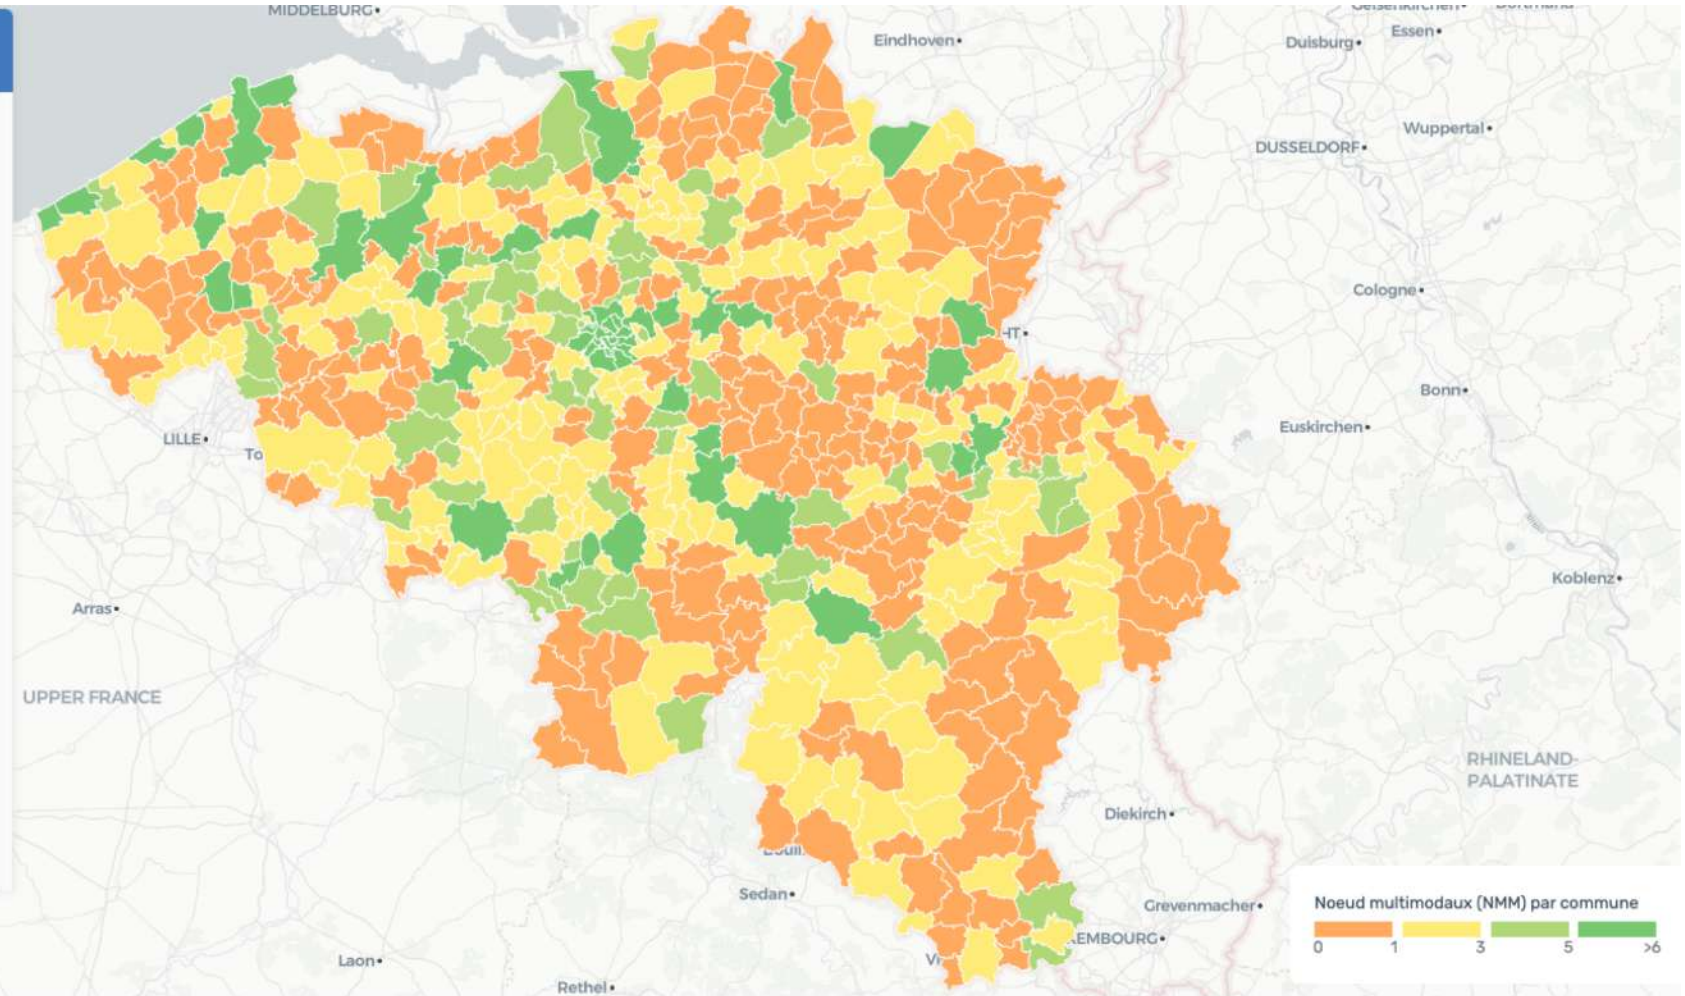 MIDDELBURG
Eindhoven
Duisburg
Essen
Wuppertal
DUSSELDORF
Cologne
HT
Bonn
Euskirchen
LILLE
To
Koblenz
Arras
UPPER FRANCE
RHINELAND-
PALATINATE
Diekirch
Sedan
Grevenmacher
EMBOURG
Laon
Rethel
Noeud multimodaux (NMM) par commune
0 1 3 5 >6